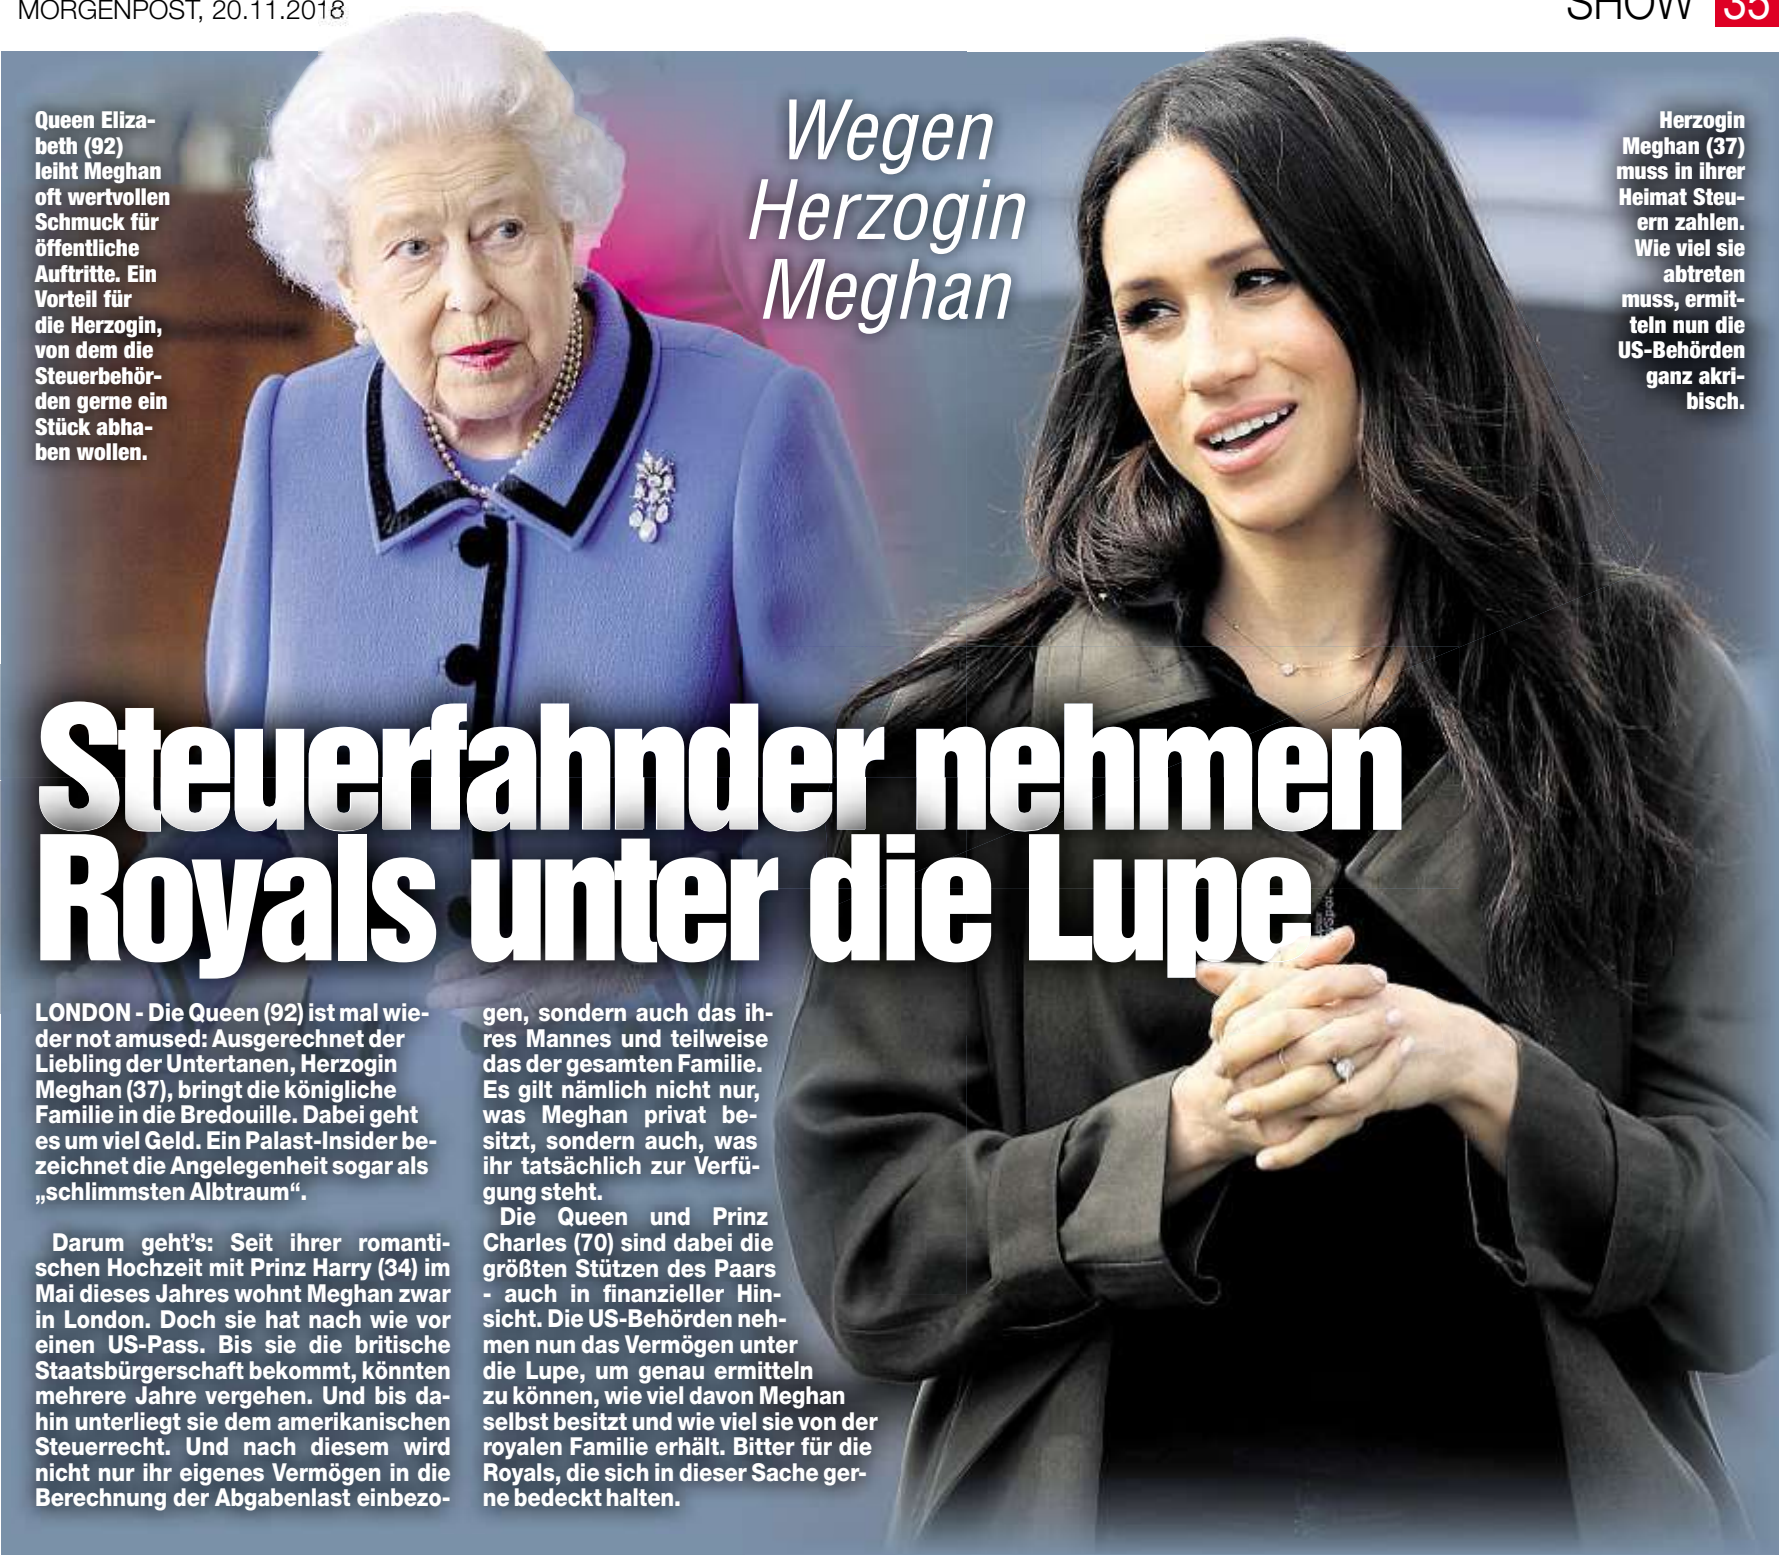 MORGENPOST, 20.11.2018
SHOW 35
Queen Eliza-
beth (92)
leiht Meghan
oft wertvollen
Schmuck für
öffentliche
Auftritte. Ein
Vorteil für
die Herzogin,
von dem die
Steuerbehör-
den gerne ein
Stück abha-
ben wollen.
Wegen
Herzogin
Meghan
Herzogin
Meghan (37)
muss in ihrer
Heimat Steu-
ern zahlen.
Wie viel sie
abtreten
muss, ermit-
teln nun die
US-Behörden
ganz akri-
bisch.
Steuerfahnder nehmen
Royals unter die Lupe
LONDON - Die Queen (92) ist mal wie-
der not amused: Ausgerechnet der
Liebling der Untertanen, Herzogin
Meghan (37), bringt die königliche
Familie in die Bredouille. Dabei geht
es um viel Geld. Ein Palast-Insider be-
zeichnet die Angelegenheit sogar als
„schlimmsten Albtraum“.
Darum geht’s: Seit ihrer romanti-
schen Hochzeit mit Prinz Harry (34) im
Mai dieses Jahres wohnt Meghan zwar
in London. Doch sie hat nach wie vor
einen US-Pass. Bis sie die britische
Staatsbürgerschaft bekommt, könnten
mehrere Jahre vergehen. Und bis da-
hin unterliegt sie dem amerikanischen
Steuerrecht. Und nach diesem wird
nicht nur ihr eigenes Vermögen in die
Berechnung der Abgabenlast einbezo-
gen, sondern auch das ih-
res Mannes und teilweise
das der gesamten Familie.
Es gilt nämlich nicht nur,
was Meghan privat be-
sitzt, sondern auch, was
ihr tatsächlich zur Verfü-
gung steht.
Die Queen und Prinz
Charles (70) sind dabei die
größten Stützen des Paars
- auch in finanzieller Hin-
sicht. Die US-Behörden neh-
men nun das Vermögen unter
die Lupe, um genau ermitteln
zu können, wie viel davon Meghan
selbst besitzt und wie viel sie von der
royalen Familie erhält. Bitter für die
Royals, die sich in dieser Sache ger-
ne bedeckt halten.